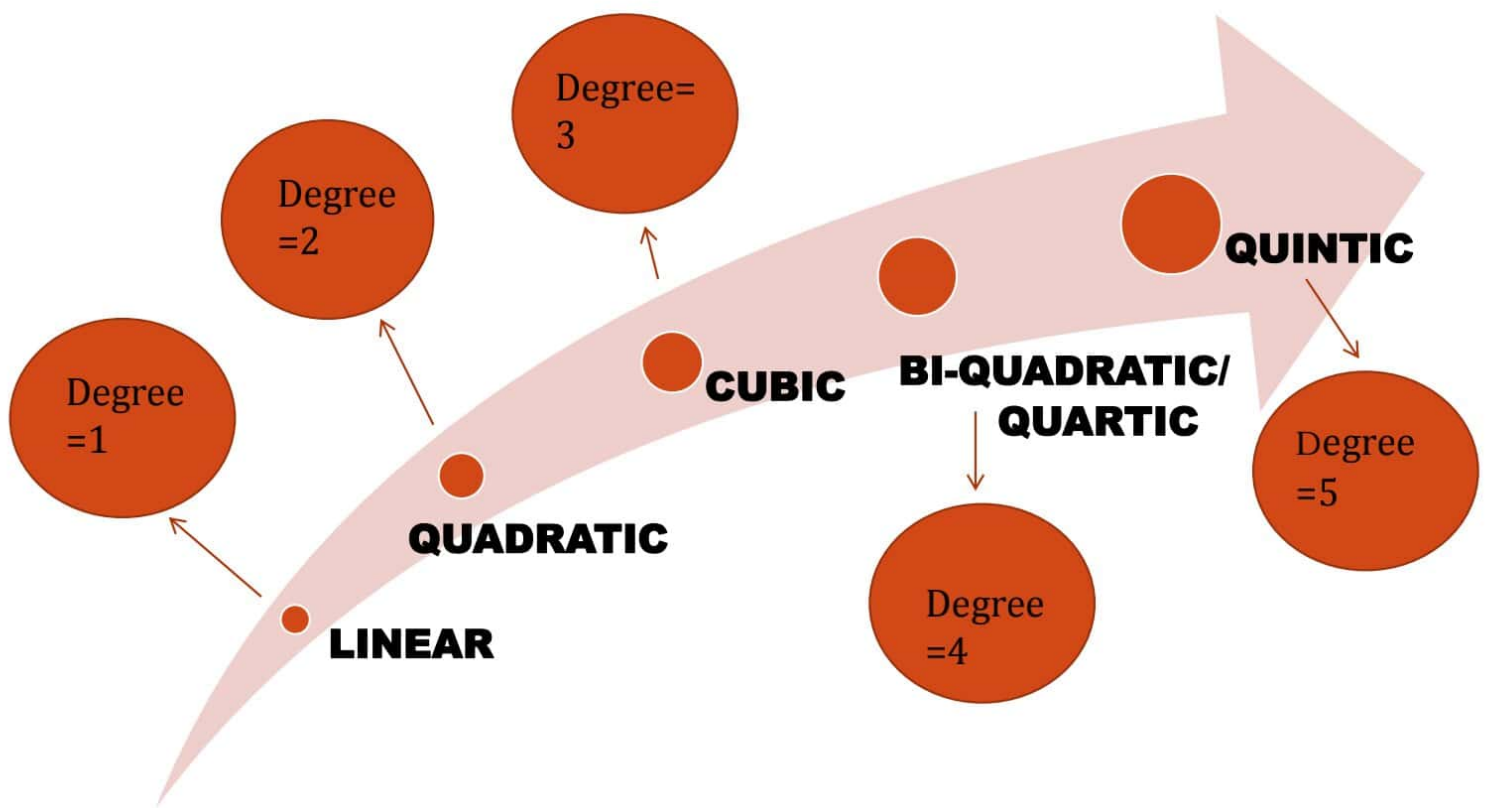 Degree=
3
Degree
=2
QUINTIC
Degree
=1
CUBIC
BI-QUADRATIC/
QUARTIC
Degree
=5
QUADRATIC
Degree
=4
LINEAR